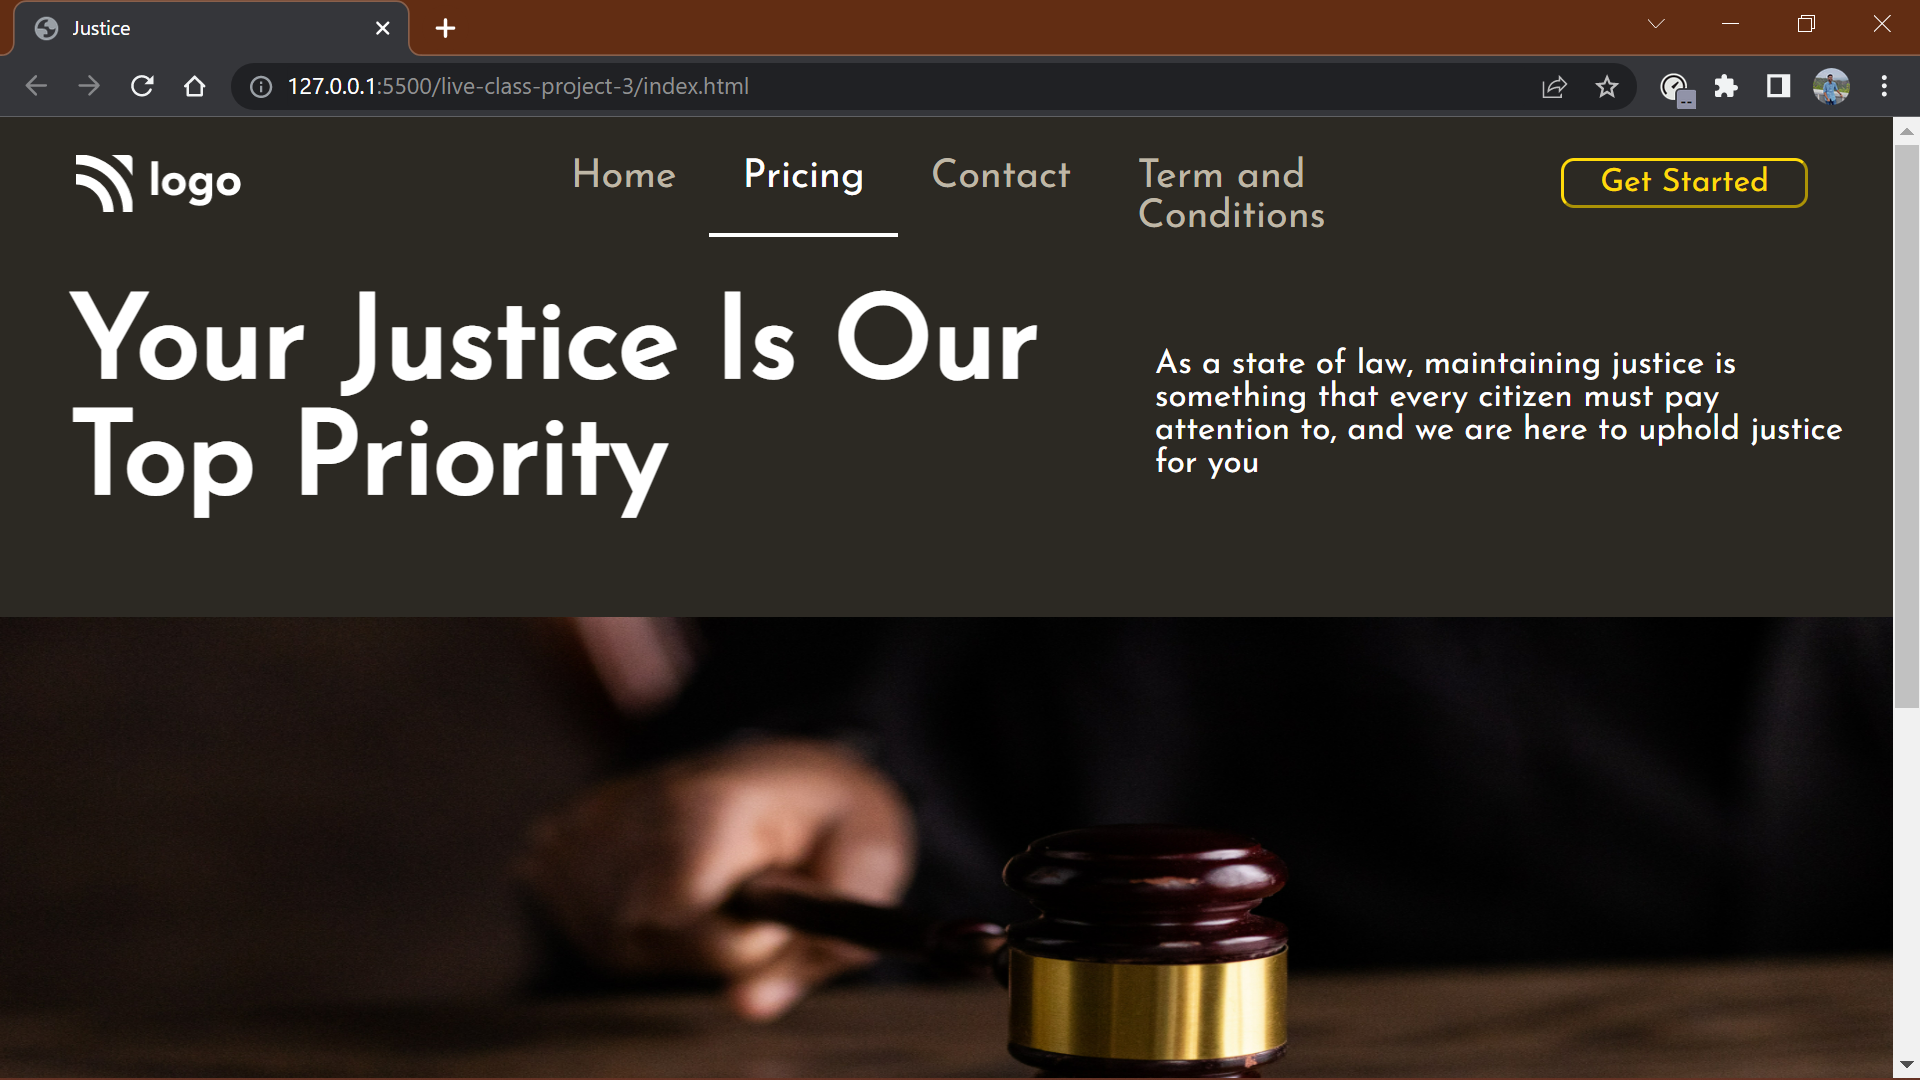 Justice
127.0.0.1:5500/live-class-project-3/index.html
logo
Home Pricing Contact Term and
Conditions
Get Started
Your Justice Is Our
Top Priority
As a state of law, maintaining justice is
something that every citizen must pay
attention to, and we are here to uphold justice
for you